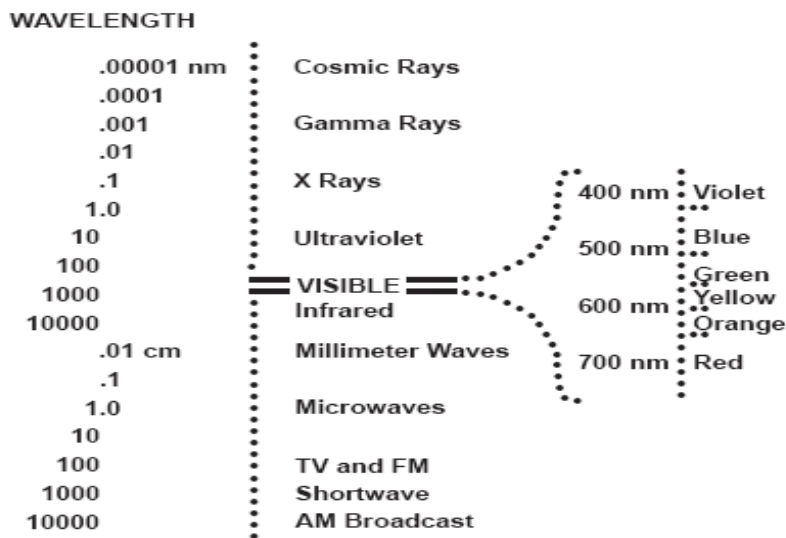 WAVELENGTH
.00001 nm Cosmic Rays
.0001
.001 Gamma Rays
.01
.1 X Rays
1.0
10 Ultraviolet
100
VISIBLE
1000
Infrared
10000
.01 cm Millimeter Waves
.1
1.0 Microwaves
10
100 TV and FM
1000 Shortwave
10000 AM Broadcast
400 nm Violet
500 nm Blue
Green
600 nm Yellow
Orange
700 nm Red